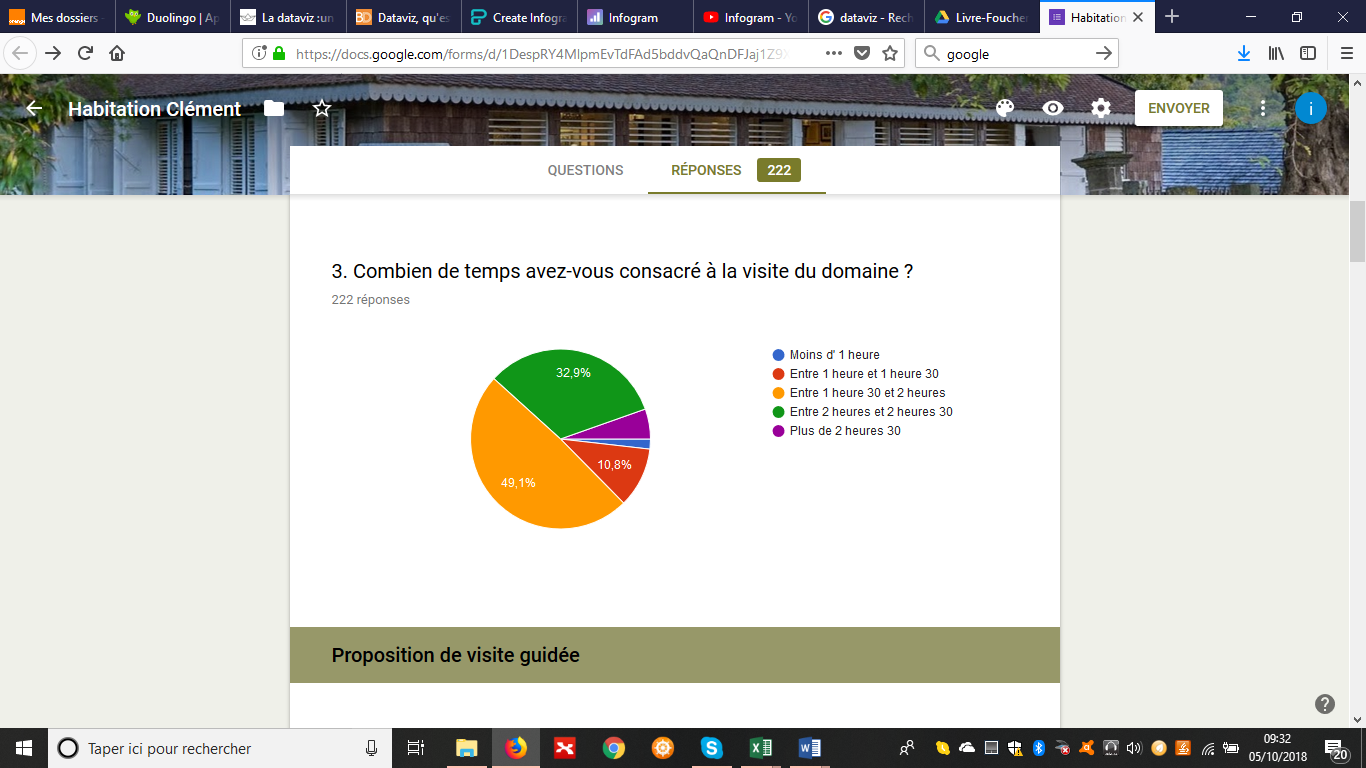 Mes dossiers
Duolingo | Ap
La dataviz :un
Dataviz, qu'es
Create Infogra
Infogram
Infogram - Yo
dataviz - Rech
Livre-Foucher
Habitation
https://docs.google.com/forms/d/1DespRY4MlpmEvTdFAd5bddvQaQnDFJaj1Z9
google
Habitation Clément
ENVOYER
i
QUESTIONS
RÉPONSES
222
3. Combien de temps avez-vous consacré à la visite du domaine ?
222 réponses
32,9%
10,8%
49,1%
Moins d' 1 heure
Entre 1 heure et 1 heure 30
Entre 1 heure 30 et 2 heures
Entre 2 heures et 2 heures 30
Plus de 2 heures 30
Proposition de visite guidée
Taper ici pour rechercher
09:32
05/10/2018
20